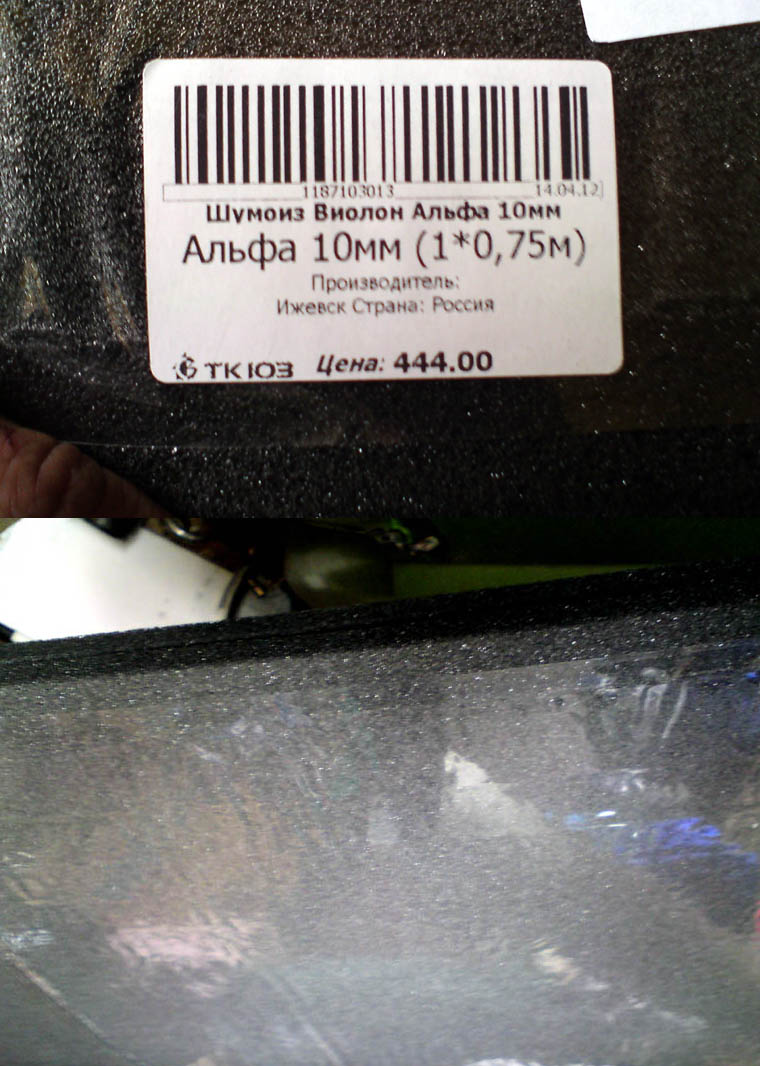 1187103013 14.04.12
Шумоиз Виолон Альфа 10мм
Альфа 10мм (1*0,75м)
Производитель:
Ижевск Страна: Россия
ТК ЮЗ Цена: 444.00